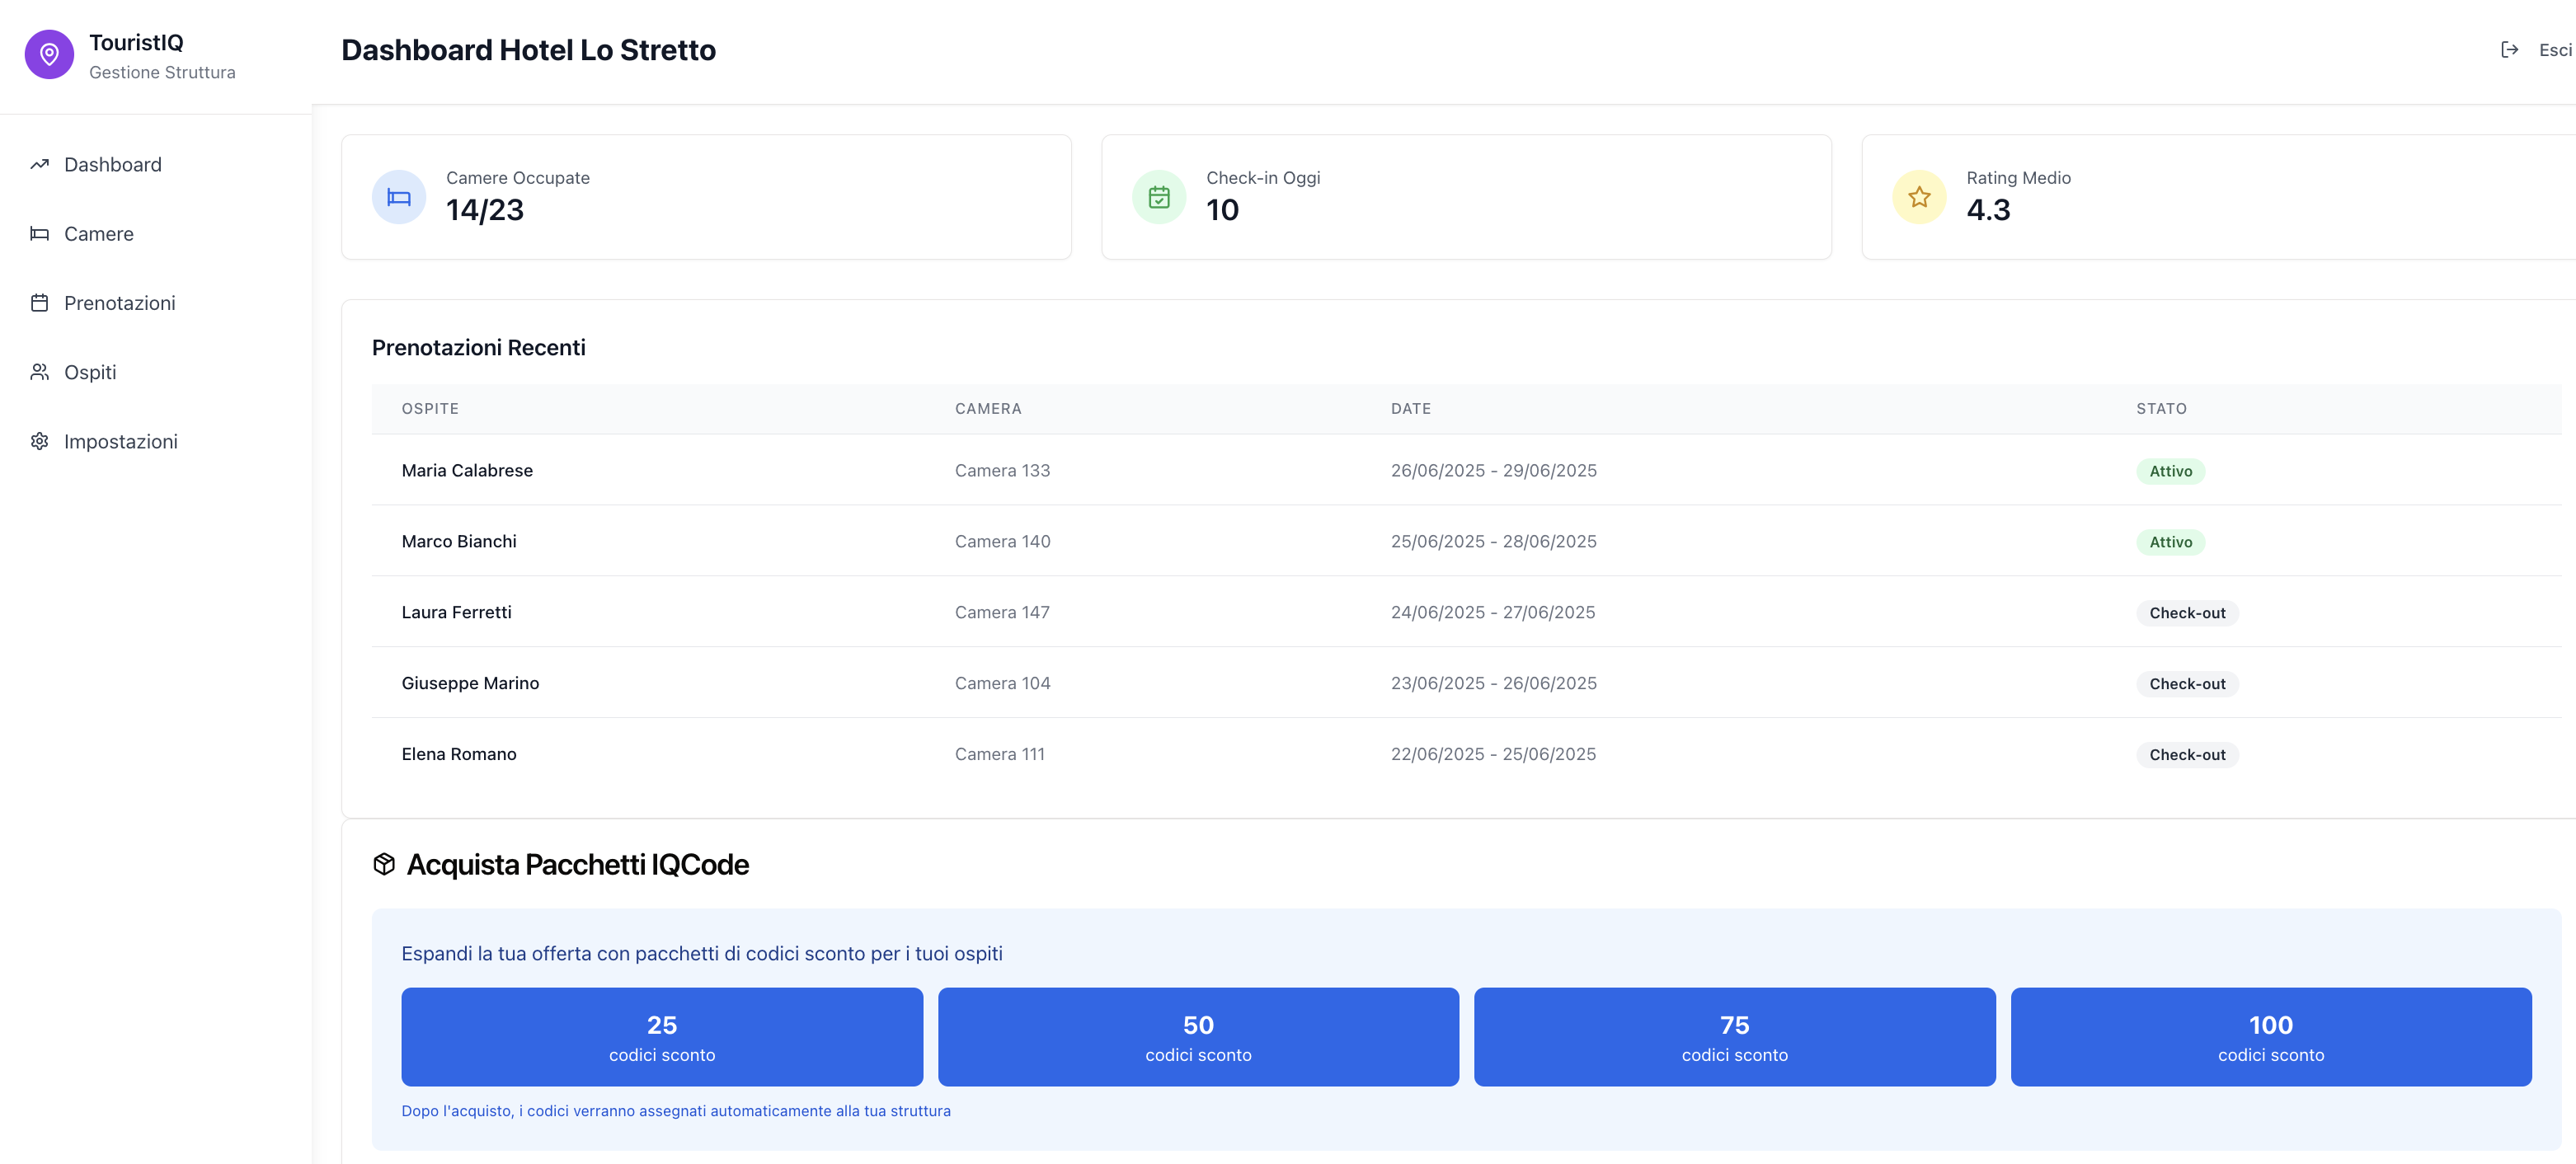 TouristIQ
Gestione Struttura
Dashboard
Camere
Prenotazioni
Ospiti
Impostazioni
Dashboard Hotel Lo Stretto
Esci
Camere Occupate
14/23
Check-in Oggi
10
Rating Medio
4.3
Prenotazioni Recenti
OSPITE CAMERA DATE STATO
Maria Calabrese Camera 133 26/06/2025 - 29/06/2025 Attivo
Marco Bianchi Camera 140 25/06/2025 - 28/06/2025 Attivo
Laura Ferretti Camera 147 24/06/2025 - 27/06/2025 Check-out
Giuseppe Marino Camera 104 23/06/2025 - 26/06/2025 Check-out
Elena Romano Camera 111 22/06/2025 - 25/06/2025 Check-out
Acquista Pacchetti IQCode
Espandi la tua offerta con pacchetti di codici sconto per i tuoi ospiti
25
codici sconto
50
codici sconto
75
codici sconto
100
codici sconto
Dopo l'acquisto, i codici verranno assegnati automaticamente alla tua struttura